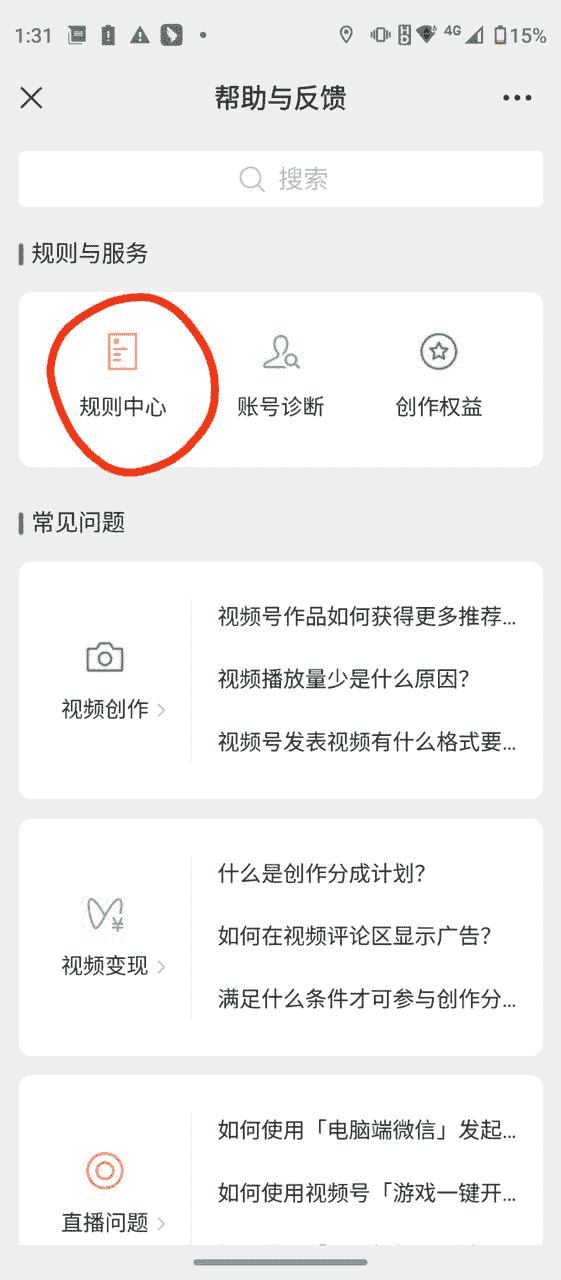 1:31
4G
15%
帮助与反馈
搜索
规则与服务
规则中心
账号诊断
创作权益
常见问题
视频创作
视频号作品如何获得更多推荐...
视频播放量少是什么原因?
视频号发表视频有什么格式要...
视频变现
什么是创作分成计划?
如何在视频评论区显示广告?
满足什么条件才可参与创作分...
直播问题
如何使用「电脑端微信」发起...
如何使用视频号「游戏一键开...